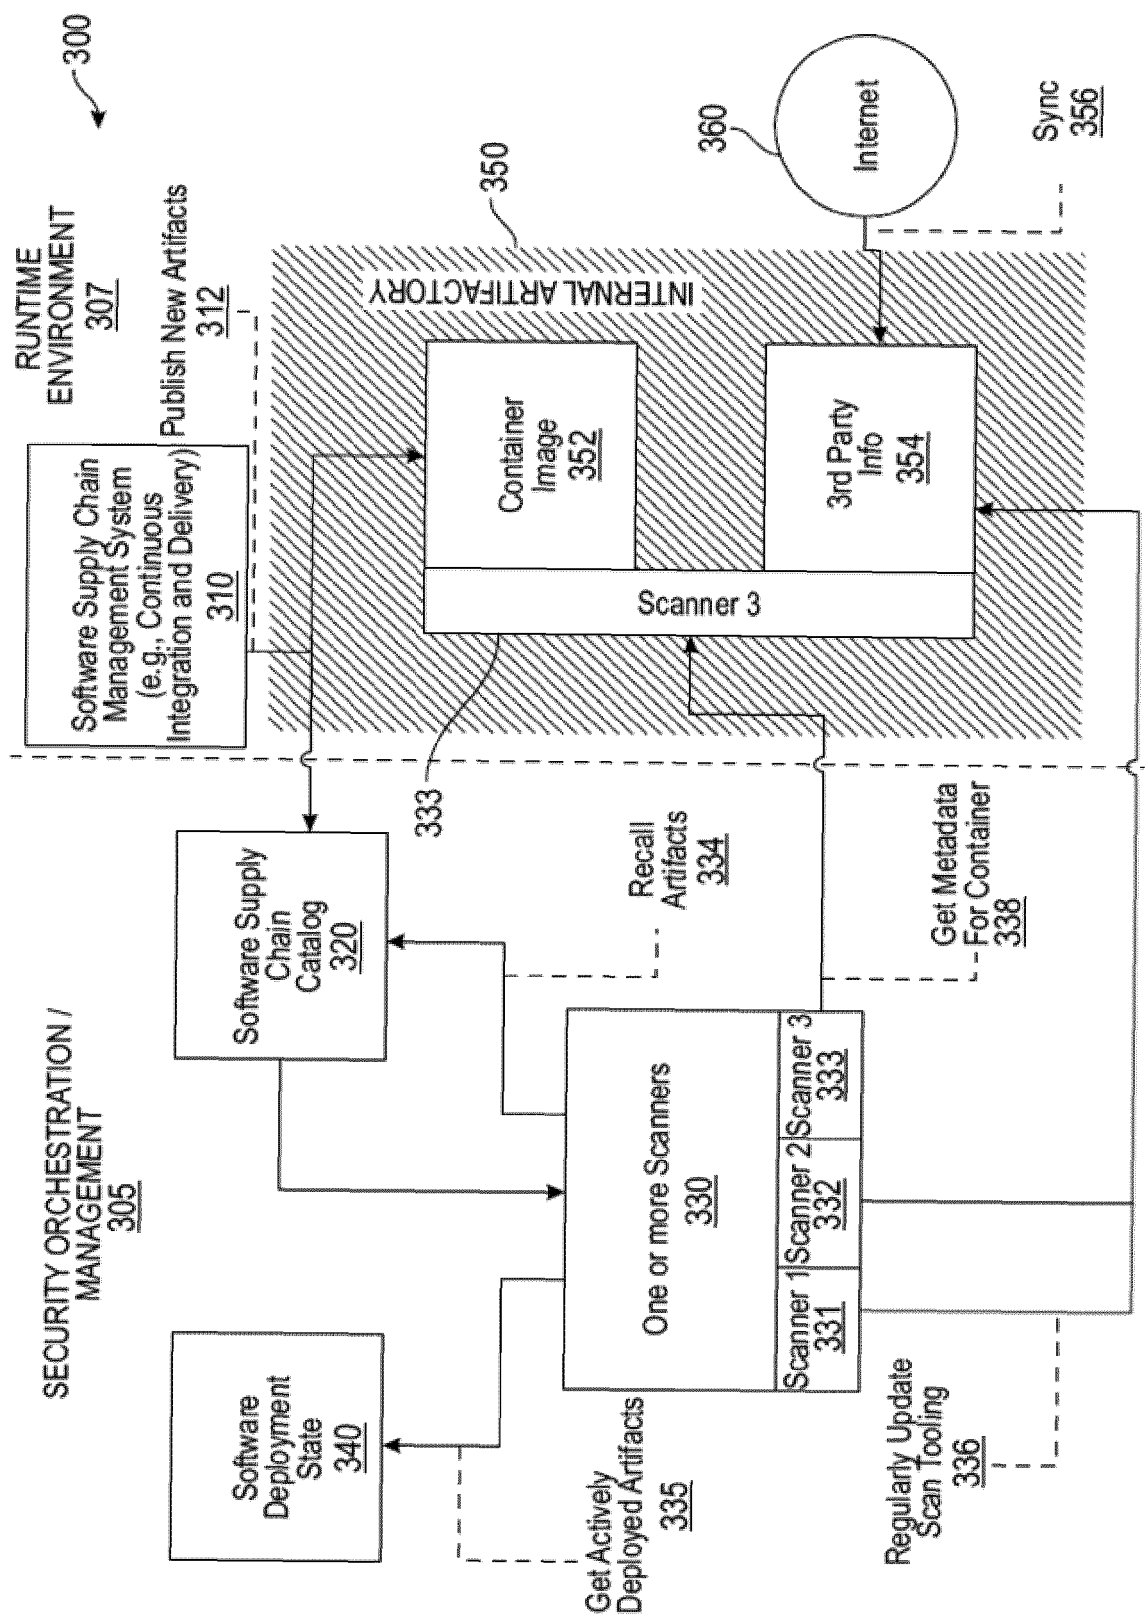 300
SECURITY ORCHESTRATION /
MANAGEMENT
305
RUNTIME
ENVIRONMENT
307
Software Supply Chain
Management System
(e.g., Continuous
Integration and Delivery)
310
Publish New Artifacts
312
Software
Deployment
State
340
Software Supply
Chain
Catalog
320
350
INTERNAL ARTIFACTORY
Container
Image
352
3rd Party
Info
354
Scanner 3
333
360
Internet
Sync
356
Get Actively
Deployed Artifacts
335
Recall
Artifacts
334
One or more Scanners
330
Scanner 1
331
Scanner 2
332
Scanner 3
333
Get Metadata
For Container
338
Regularly Update
Scan Tooling
336